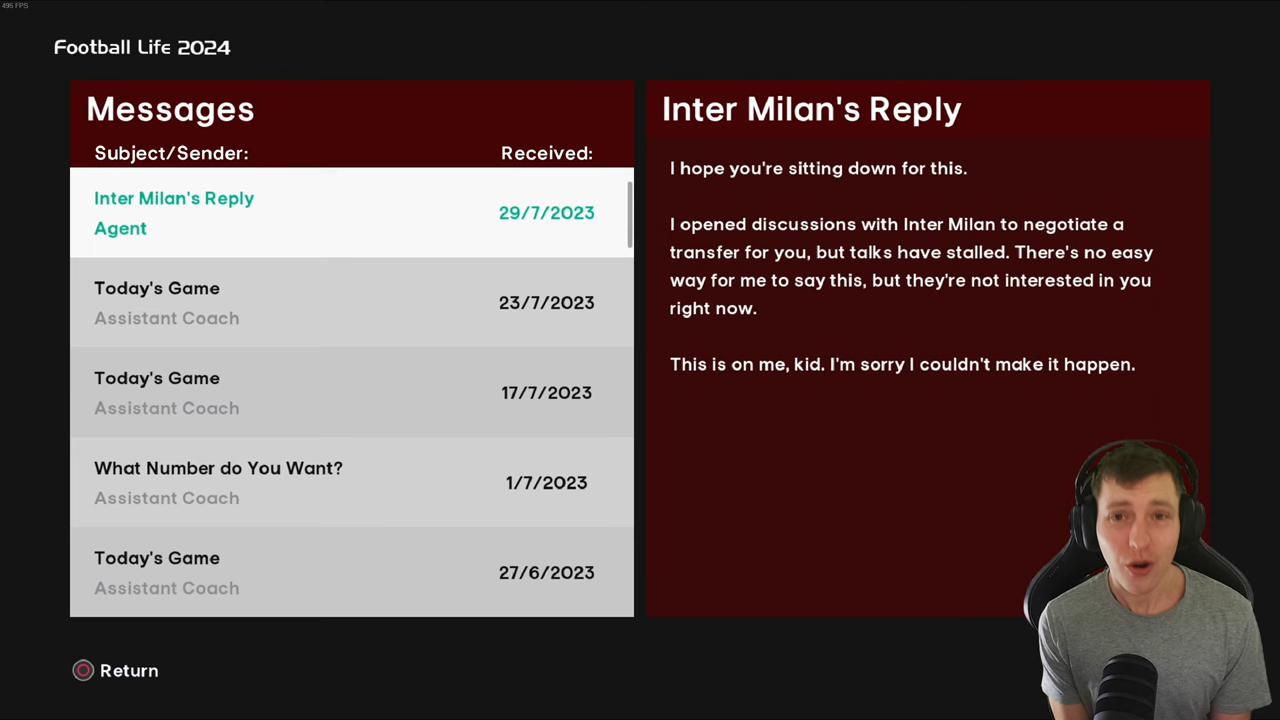 495 FPS
Football Life 2024
Messages
Subject/Sender:
Received:
Inter Milan's Reply
Agent
29/7/2023
Today's Game
Assistant Coach
23/7/2023
Today's Game
Assistant Coach
17/7/2023
What Number do You Want?
Assistant Coach
1/7/2023
Today's Game
Assistant Coach
27/6/2023
Inter Milan's Reply
I hope you're sitting down for this.
I opened discussions with Inter Milan to negotiate a
transfer for you, but talks have stalled. There's no easy
way for me to say this, but they're not interested in you
right now.
This is on me, kid. I'm sorry I couldn't make it happen.
Return